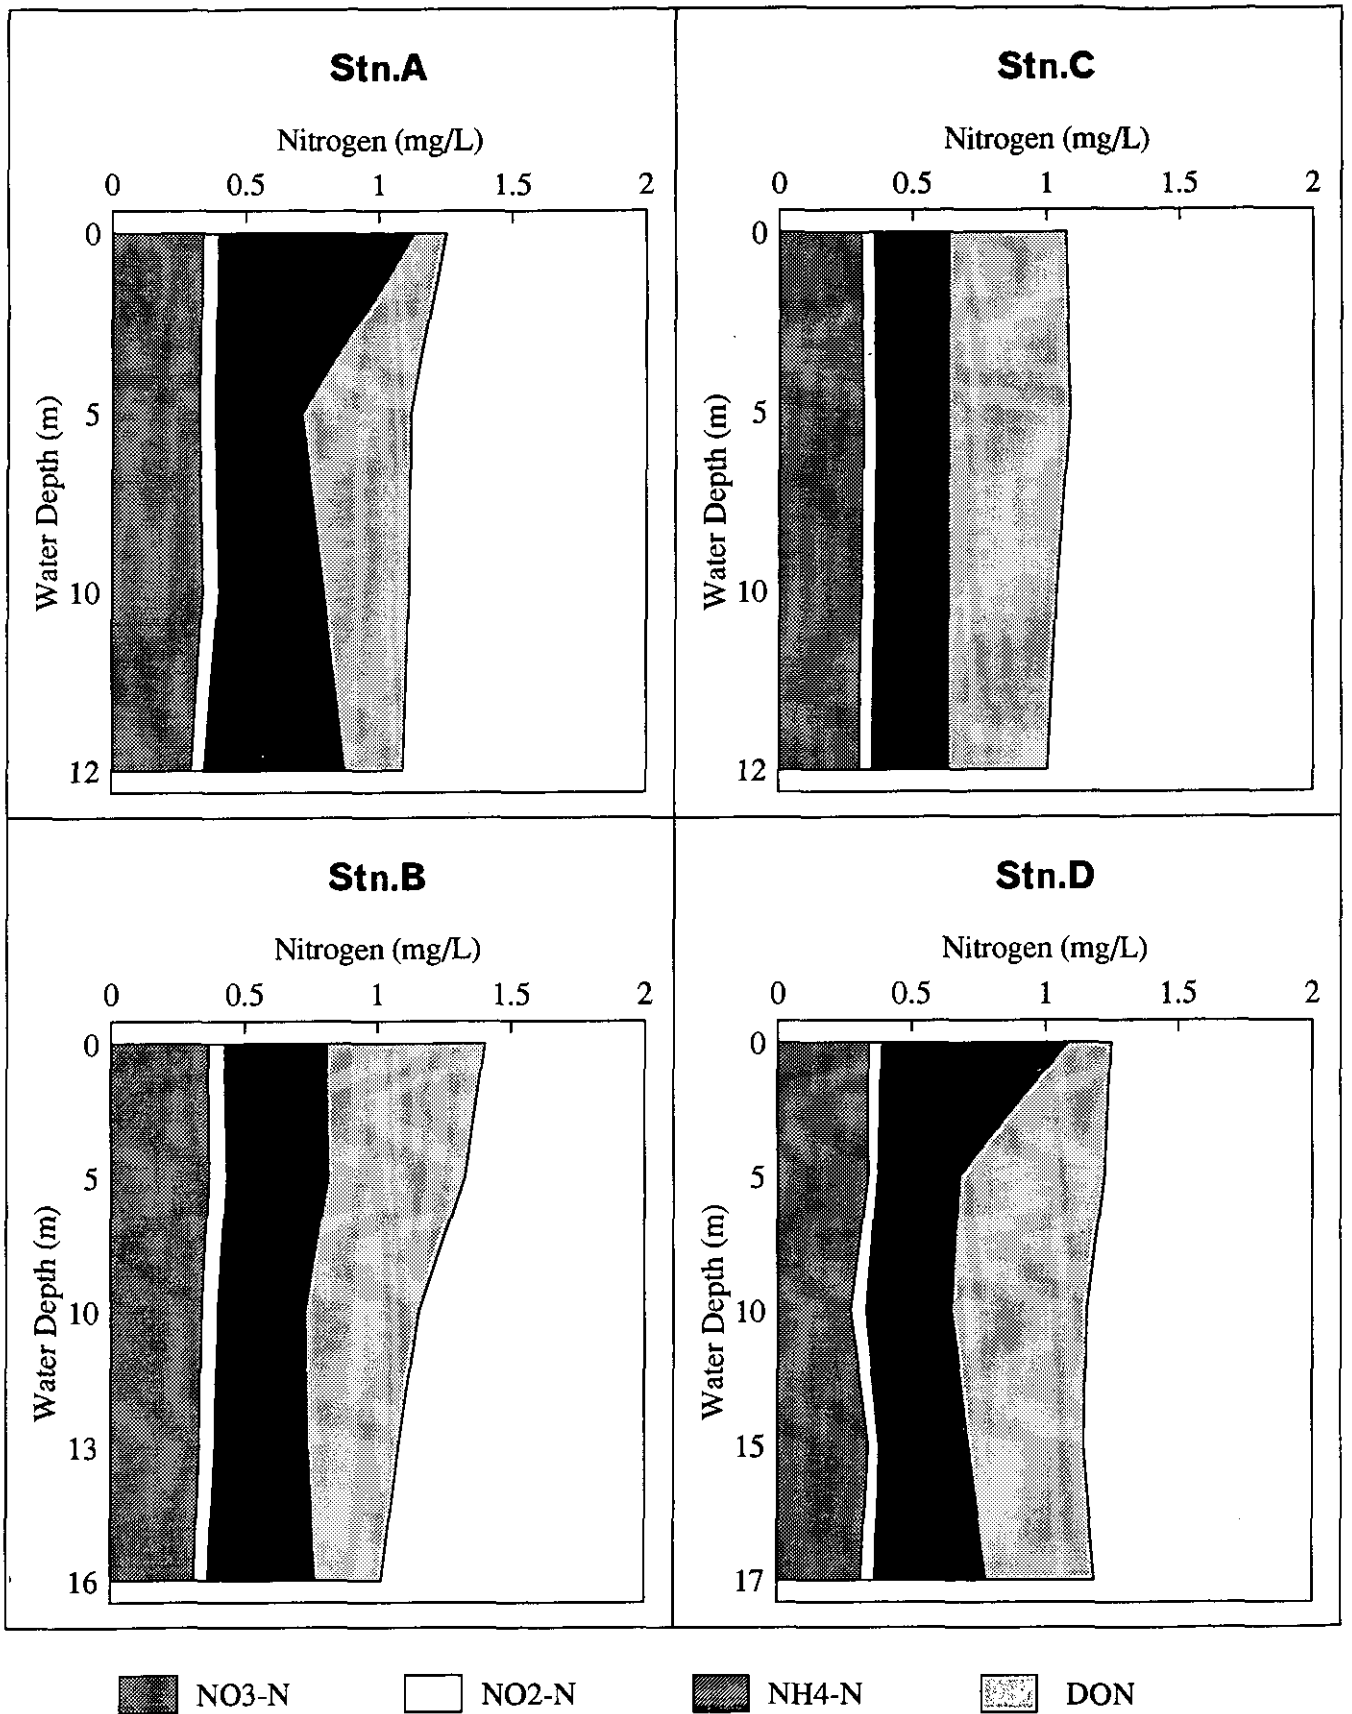 Stn.A
Nitrogen (mg/L)
0 0.5 1 1.5 2
0
5
10
12
Water Depth (m)
Stn.C
Nitrogen (mg/L)
0 0.5 1 1.5 2
0
5
10
12
Water Depth (m)
Stn.B
Nitrogen (mg/L)
0 0.5 1 1.5 2
0
5
10
13
16
Water Depth (m)
Stn.D
Nitrogen (mg/L)
0 0.5 1 1.5 2
0
5
10
15
17
Water Depth (m)
NO3-N NO2-N NH4-N DON